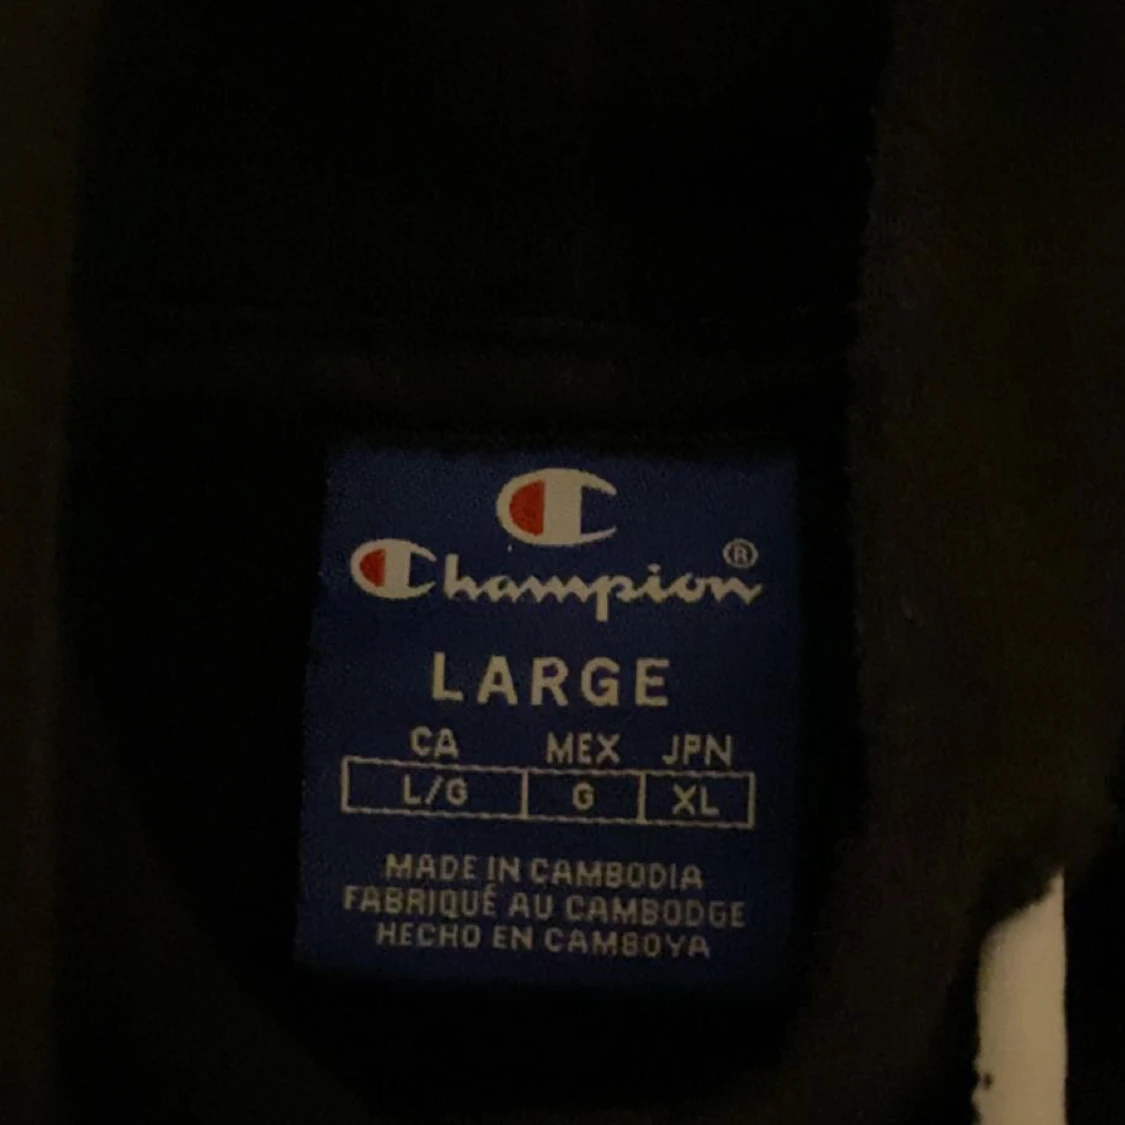 Champion®
LARGE
CA MEX JPN
L/G G XL
MADE IN CAMBODIA
FABRIQUÉ AU CAMBODGE
HECHO EN CAMBOYA